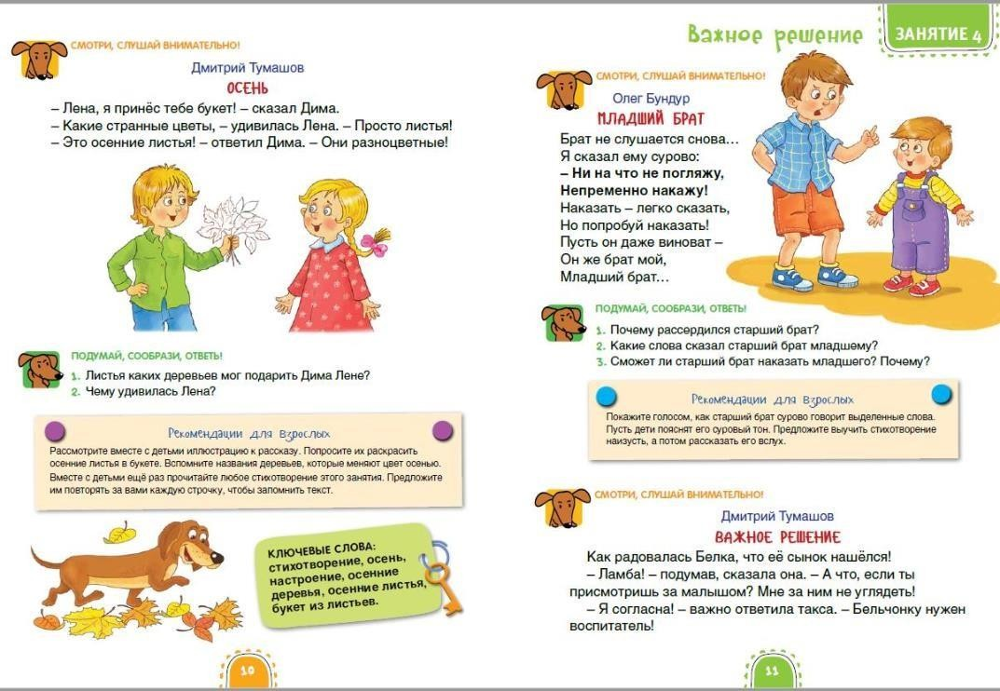 СМОТРИ, СЛУШАЙ ВНИМАТЕЛЬНО!
Дмитрий Тумашов
ОСЕНЬ
– Лена, я принёс тебе букет! – сказал Дима.
– Какие странные цветы, – удивилась Лена. – Просто листья!
– Это осенние листья! – ответил Дима. – Они разноцветные!
ПОДУМАЙ, СООБРАЗИ, ОТВЕТЬ!
1. Листья каких деревьев мог подарить Дима Лене?
2. Чему удивилась Лена?
Рекомендации для взрослых
Рассмотрите вместе с детьми иллюстрацию к рассказу. Попросите их раскрасить
осенние листья в букете. Вспомните названия деревьев, которые меняют цвет осенью.
Вместе с детьми ещё раз прочитайте любое стихотворение этого занятия. Предложите
им повторять за вами каждую строчку, чтобы запомнить текст.
КЛЮЧЕВЫЕ СЛОВА:
стихотворение, осень,
настроение, осенние
деревья, осенние листья,
букет из листьев.
10
Важное решение
ЗАНЯТИЕ 4
СМОТРИ, СЛУШАЙ ВНИМАТЕЛЬНО!
Олег Бундур
МЛАДШИЙ БРАТ
Брат не слушается снова...
Я сказал ему сурово:
– Ни на что не погляжу,
Непременно накажу!
Наказать – легко сказать,
Но попробуй наказать!
Пусть он даже виноват –
Он же брат мой,
Младший брат...
ПОДУМАЙ, СООБРАЗИ, ОТВЕТЬ!
1. Почему рассердился старший брат?
2. Какие слова сказал старший брат младшему?
3. Сможет ли старший брат наказать младшего? Почему?
Рекомендации для взрослых
Покажите голосом, как старший брат сурово говорит выделенные слова.
Пусть дети пояснят его суровый тон. Предложите выучить стихотворение
наизусть, а потом рассказать его вслух.
СМОТРИ, СЛУШАЙ ВНИМАТЕЛЬНО!
Дмитрий Тумашов
ВАЖНОЕ РЕШЕНИЕ
Как радовалась Белка, что её сынок нашёлся!
– Ламба! – подумав, сказала она. – А что, если ты
присмотришь за малышом? Мне за ним не углядеть!
– Я согласна! – важно ответила такса. – Бельчонку нужен
воспитатель!
11